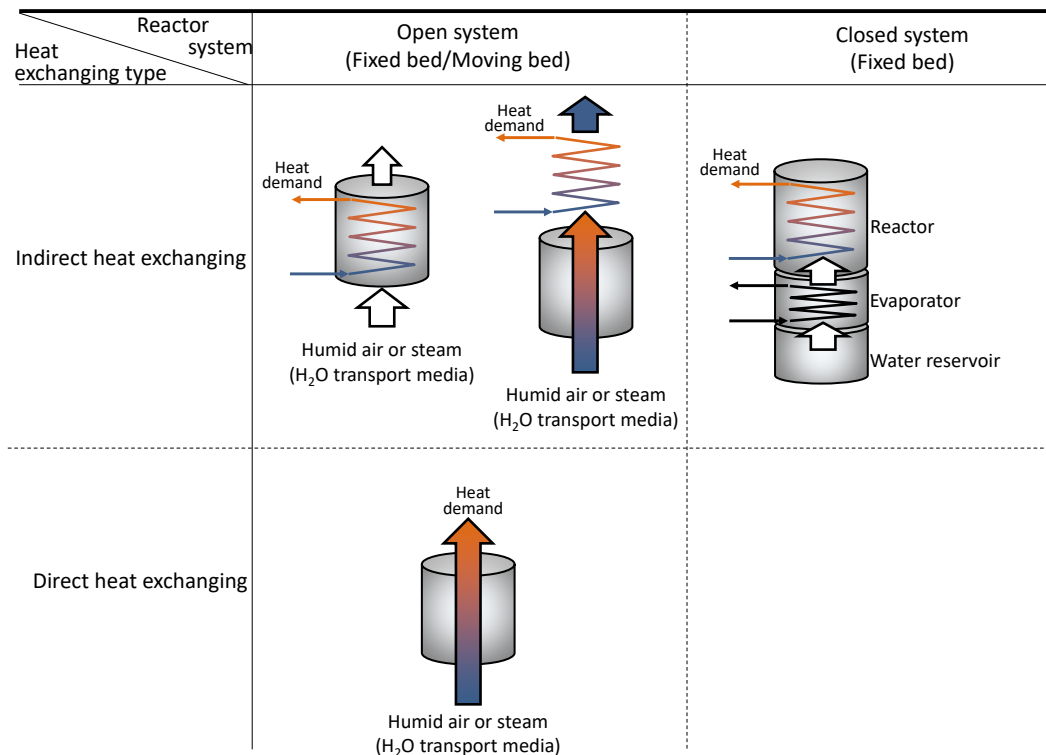 Reactor
system
Heat
exchanging type
Open system
(Fixed bed/Moving bed)
Closed system
(Fixed bed)
Indirect heat exchanging
Heat
demand
Humid air or steam
(H₂O transport media)
Heat
demand
Humid air or steam
(H₂O transport media)
Heat
demand
Reactor
Evaporator
Water reservoir
Direct heat exchanging
Heat
demand
Humid air or steam
(H₂O transport media)